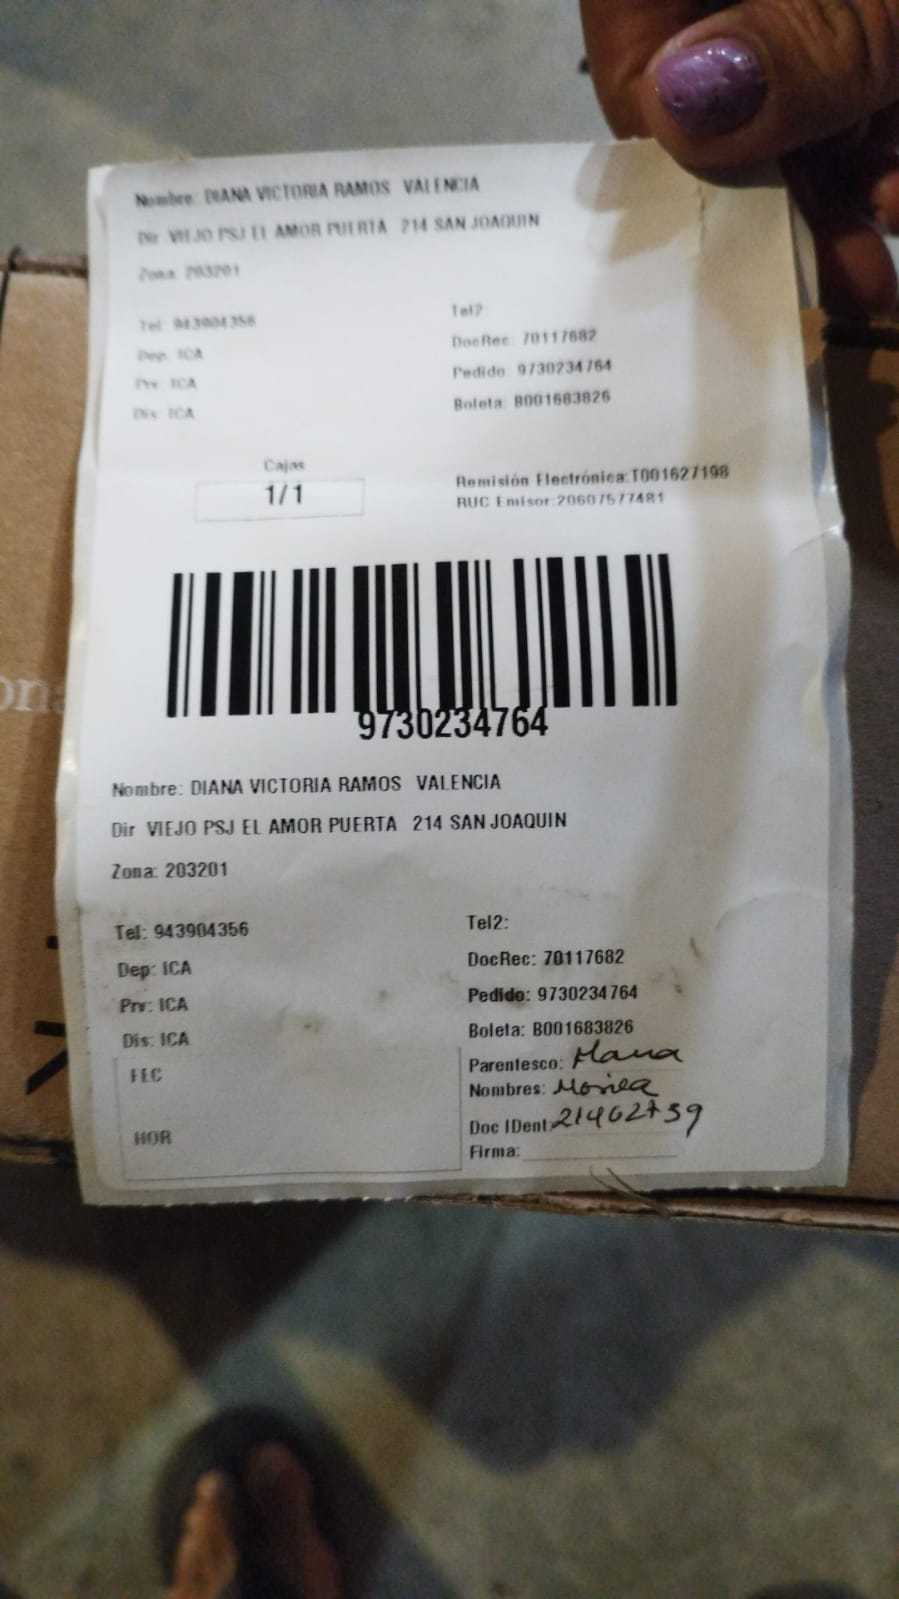 Nombre: DIANA VICTORIA RAMOS VALENCIA
Dir VIEJO PSJ EL AMOR PUERTA 214 SAN JOAQUIN
Zona: 203201
Tel: 943904356
Tel2:
Dep: ICA
DocRec: 70117682
Prv: ICA
Pedido: 9730234764
Dis: ICA
Boleta: B001683826
Cajas
1/1
Remisión Electrónica:T001627198
RUC Emisor:20607577481
9730234764
Nombre: DIANA VICTORIA RAMOS VALENCIA
Dir VIEJO PSJ EL AMOR PUERTA 214 SAN JOAQUIN
Zona: 203201
Tel: 943904356
Tel2:
Dep: ICA
DocRec: 70117682
Prv: ICA
Pedido: 9730234764
Dis: ICA
Boleta: B001683826
FEC
Parentesco:
Nombres:
HOR
Doc IDent:
Firma: